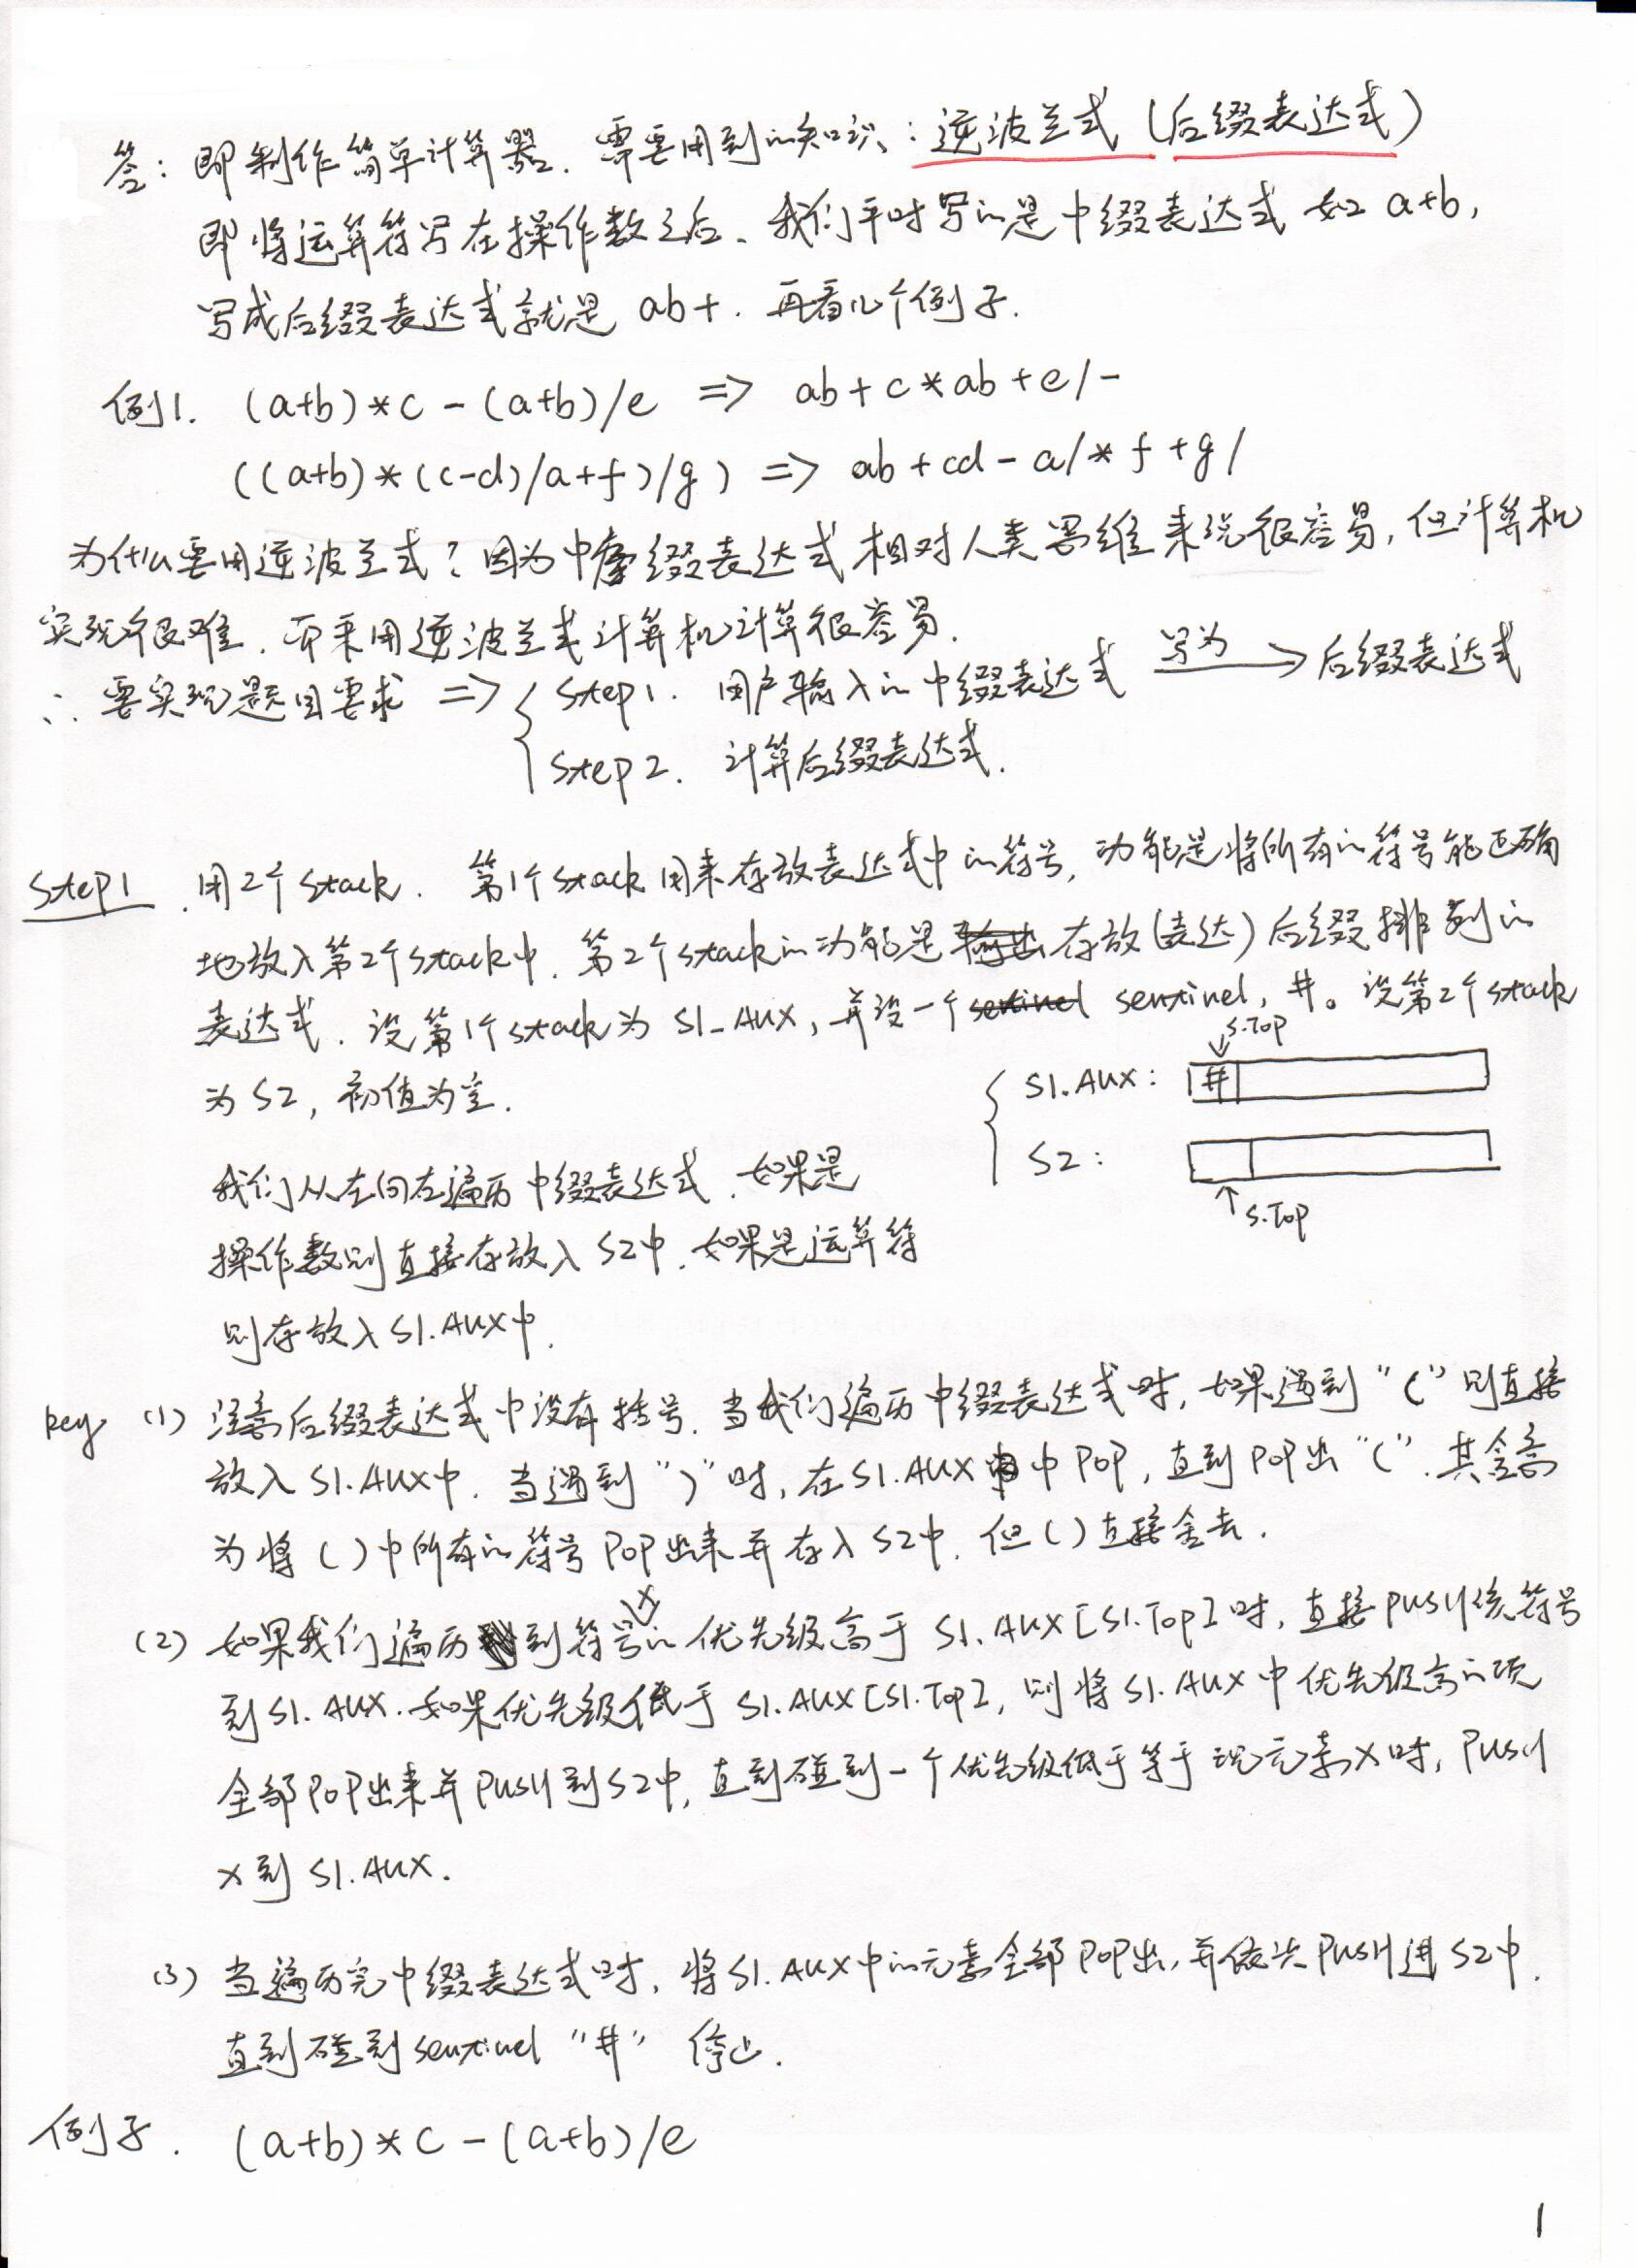 答: 即制作简单计算器. 需要用到的知识: 逆波兰式 (后缀表达式)
即将运算符写在操作数之后、我们平时写的是中缀表达式 如 a+b,
写成后缀表达式就是 ab+. 再看几个例子.
例1. (a+b)*c-(a+b)/e => ab+c*ab+e/-
((a+b)*(c-d)/a+f)/g) => ab+cd-a/*f+g/
为什么要用逆波兰式? 因为中缀表达式相对人类思维来说很容易, 但计算机
实现很难. 而采用逆波兰式计算机计算很容易.
∴ 要实现题目要求 => { Step1. 用户输入的中缀表达式 写为→ 后缀表达式
Step2. 计算后缀表达式.
Step1. 用2个stack. 第1个stack用来存放表达式中的符号, 功能是将所有的符号能正确
地放入第2个stack中. 第2个stack的功能是 存放(表达)后缀排列的
表达式. 设第1个stack为 S1_AUX, 并设一个 sentinel, #。设第2个stack
为S2, 初值为空.
S.TOP
S1.AUX: #
S2:
S.TOP
我们从左向右遍历中缀表达式. 如果是
操作数则直接存放入S2中. 如果是运算符
则存放入S1.AUX中.
key (1) 注意后缀表达式中没有括号. 当我们遍历中缀表达式时, 如果遇到 "(" 则直接
放入S1.AUX中. 当遇到 ")" 时, 在S1.AUX中POP, 直到POP出 "(". 其含意
为将 ( ) 中所有的符号POP出来并存入S2中. 但( )直接舍去.
(2) 如果我们遍历到符号X的优先级高于 S1.AUX[S1.TOP]时, 直接PUSH该符号
到S1.AUX. 如果优先级低于 S1.AUX[S1.TOP], 则将S1.AUX中优先级高的项
全部POP出来并PUSH到S2中, 直到碰到一个优先级低于等于现元素X时, PUSH
X到 S1.AUX.
(3) 当遍历完中缀表达式时, 将S1.AUX中的元素全部POP出, 并依次PUSH进S2中.
直到碰到sentinel "#" 停止.
例子. (a+b)*c-(a+b)/e
1